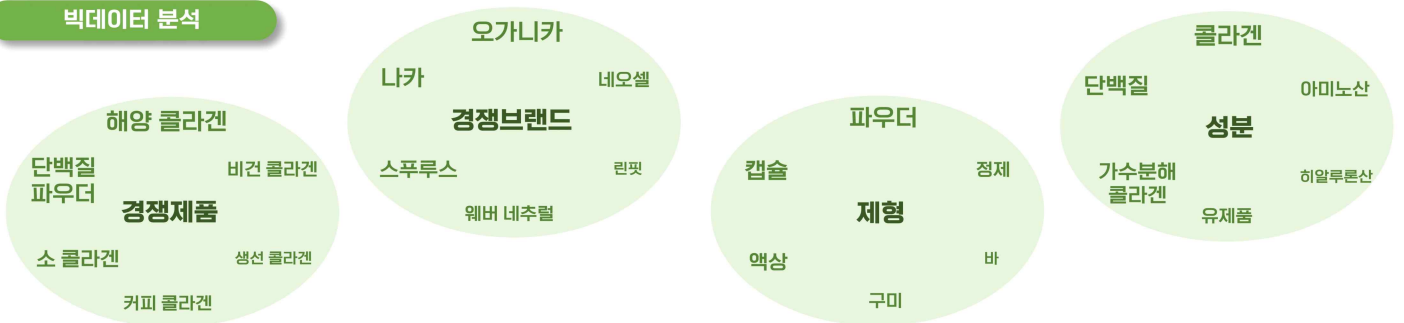 빅데이터 분석
해양 콜라겐
단백질
파우더
비건 콜라겐
경쟁제품
소 콜라겐
생선 콜라겐
커피 콜라겐
오가니카
나카
네오셀
경쟁브랜드
스푸루스
린핏
웨버 네추럴
파우더
캡슐
정제
제형
액상
바
구미
콜라겐
단백질
아미노산
성분
가수분해
콜라겐
히알루론산
유제품